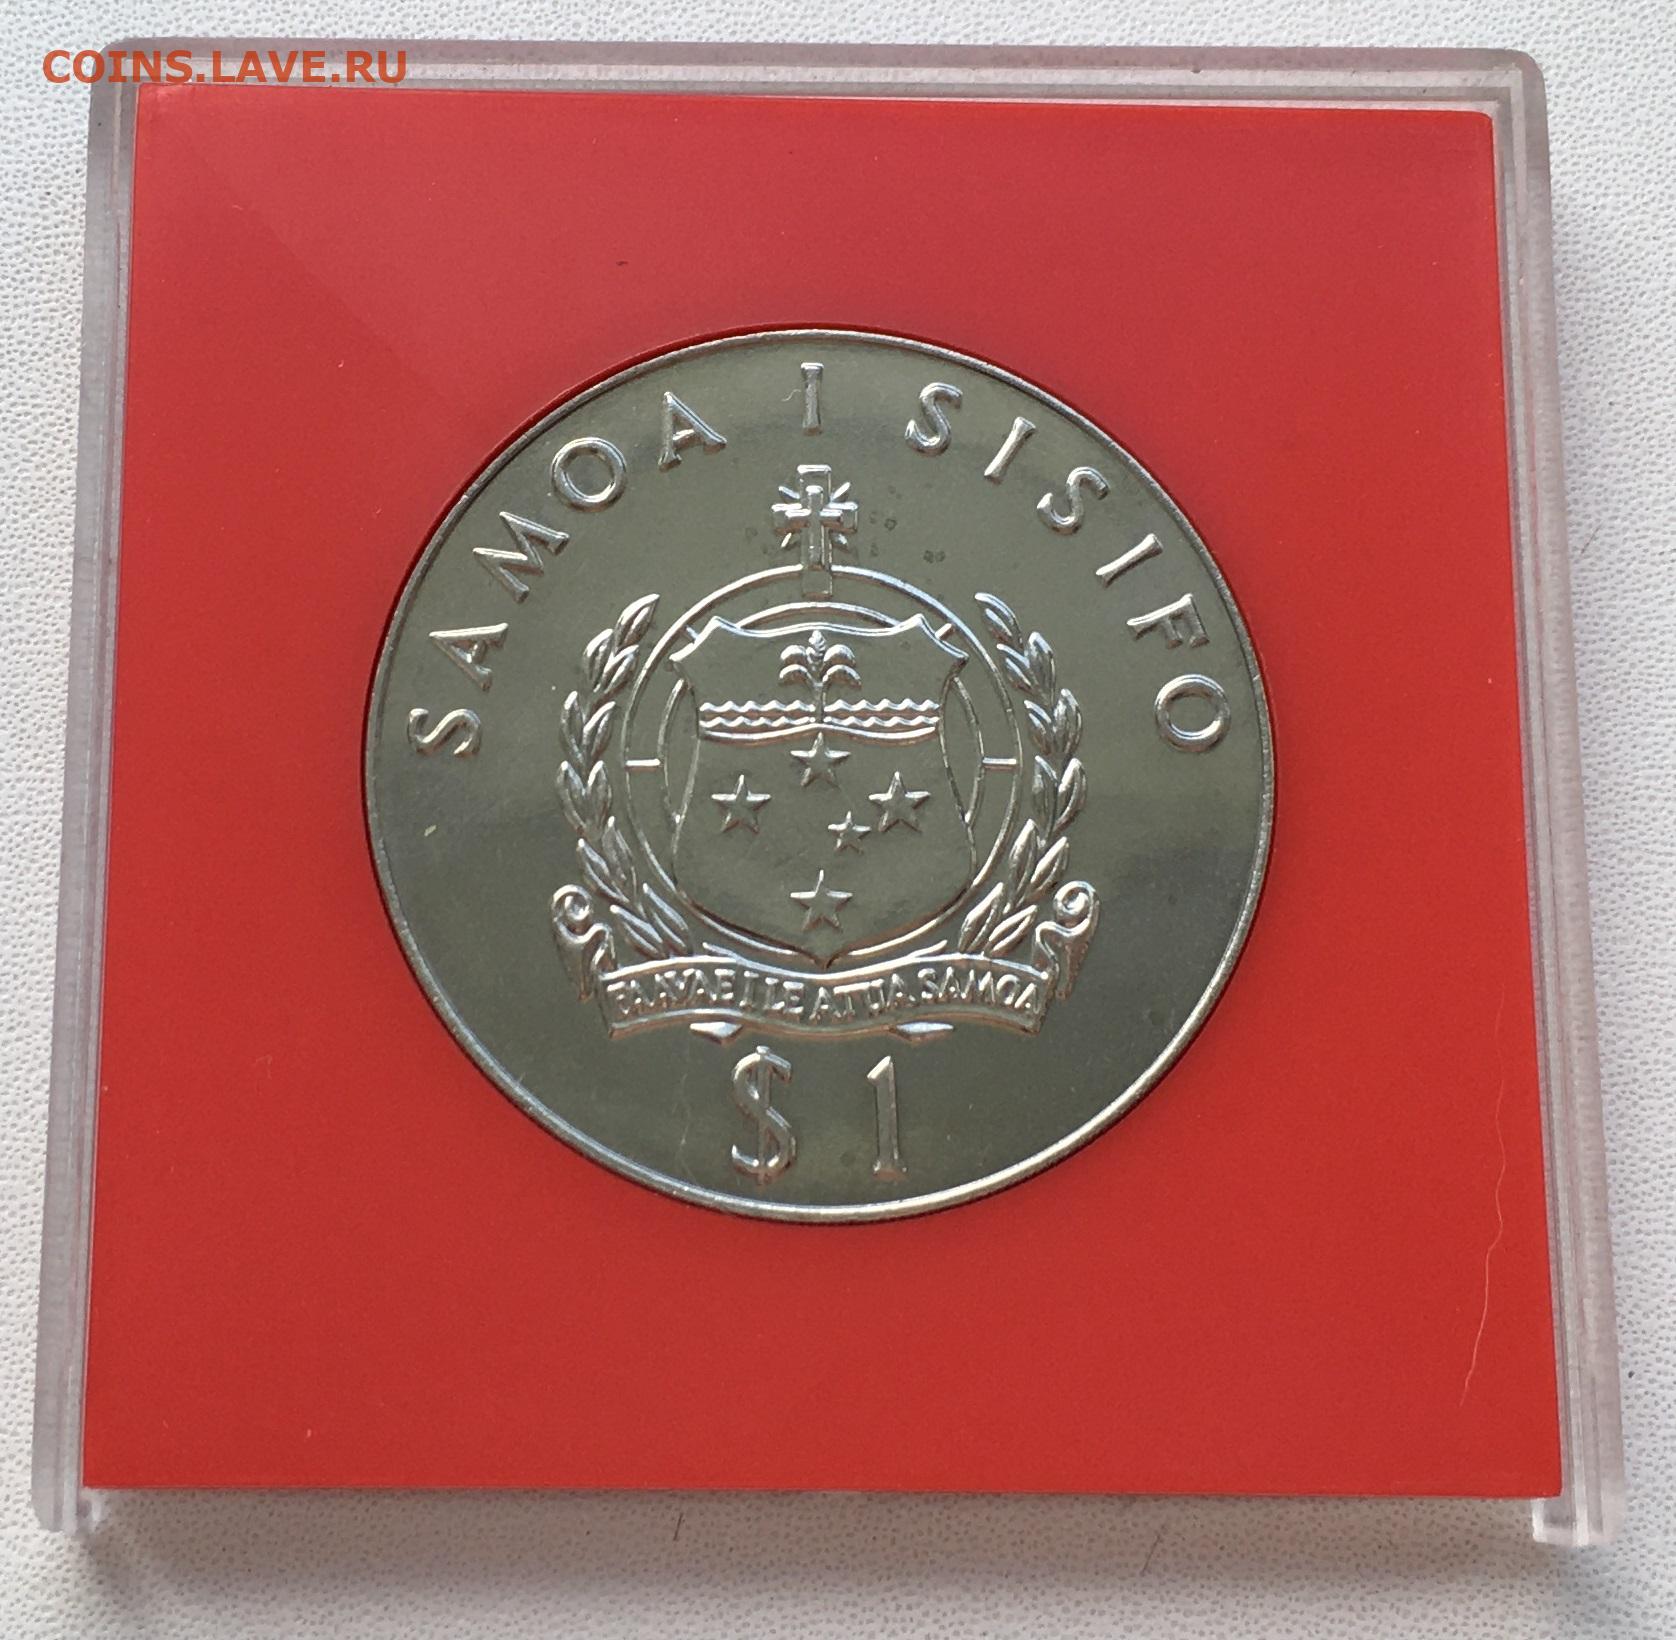 COINS.LAVE.RU
SAMOA I SISIFO
FAAVAE I LE ATUA SAMOA
$ 1